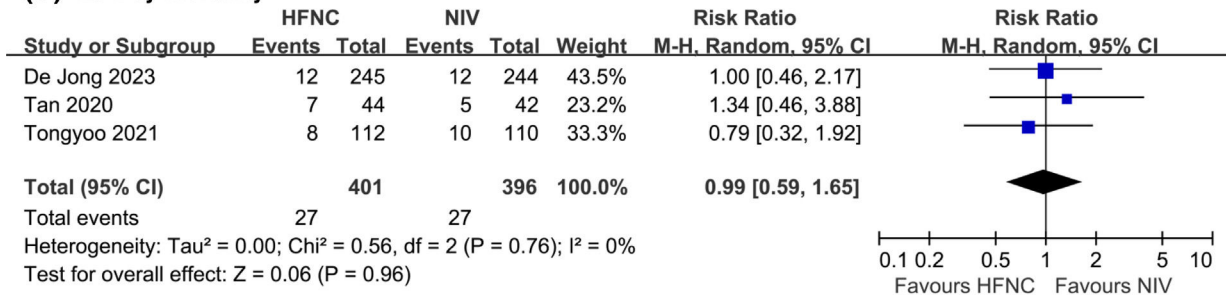 HFNC NIV Risk Ratio Risk Ratio
Study or Subgroup Events Total Events Total Weight M-H, Random, 95% CI M-H, Random, 95% CI
De Jong 2023 12 245 12 244 43.5% 1.00 [0.46, 2.17]
Tan 2020 7 44 5 42 23.2% 1.34 [0.46, 3.88]
Tongyoo 2021 8 112 10 110 33.3% 0.79 [0.32, 1.92]
Total (95% CI) 401 396 100.0% 0.99 [0.59, 1.65]
Total events 27 27
Heterogeneity: Tau² = 0.00; Chi² = 0.56, df = 2 (P = 0.76); I² = 0%
Test for overall effect: Z = 0.06 (P = 0.96)
0.1 0.2 0.5 1 2 5 10
Favours HFNC Favours NIV